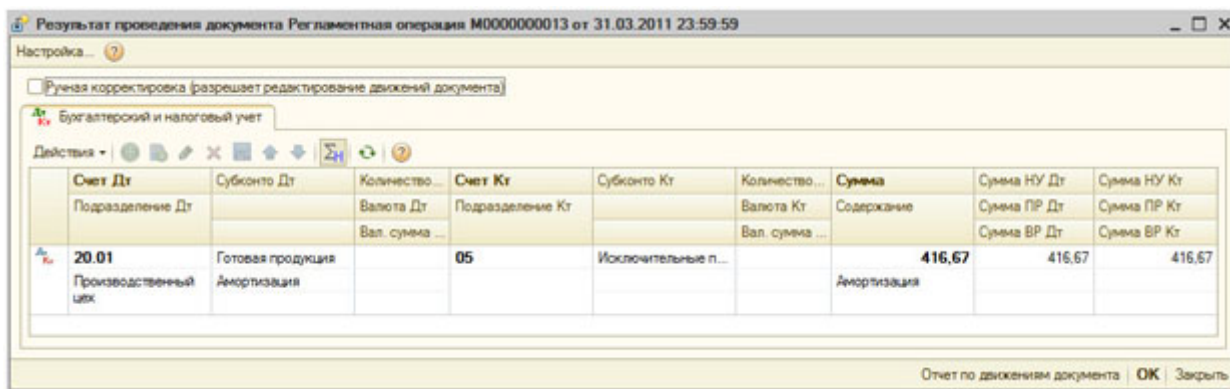 Результат проведения документа Регламентная операция М0000000013 от 31.03.2011 23:59:59
Настройка...
Ручная корректировка (разрешает редактирование движений документа)
Бухгалтерский и налоговый учет
Действия
Счет Дт Субконто Дт Количество... Счет Кт Субконто Кт Количество... Сумма Сумма НУ Дт Сумма НУ Кт
Подразделение Дт Валюта Дт Подразделение Кт Валюта Кт Содержание Сумма ПР Дт Сумма ПР Кт
Вал. сумма ... Вал. сумма ... Сумма ВР Дт Сумма ВР Кт
20.01 Готовая продукция 05 Исключительные п... 416,67 416,67 416,67
Производственный Амортизация Амортизация
цех
Отчет по движениям документа ОК Закрыть